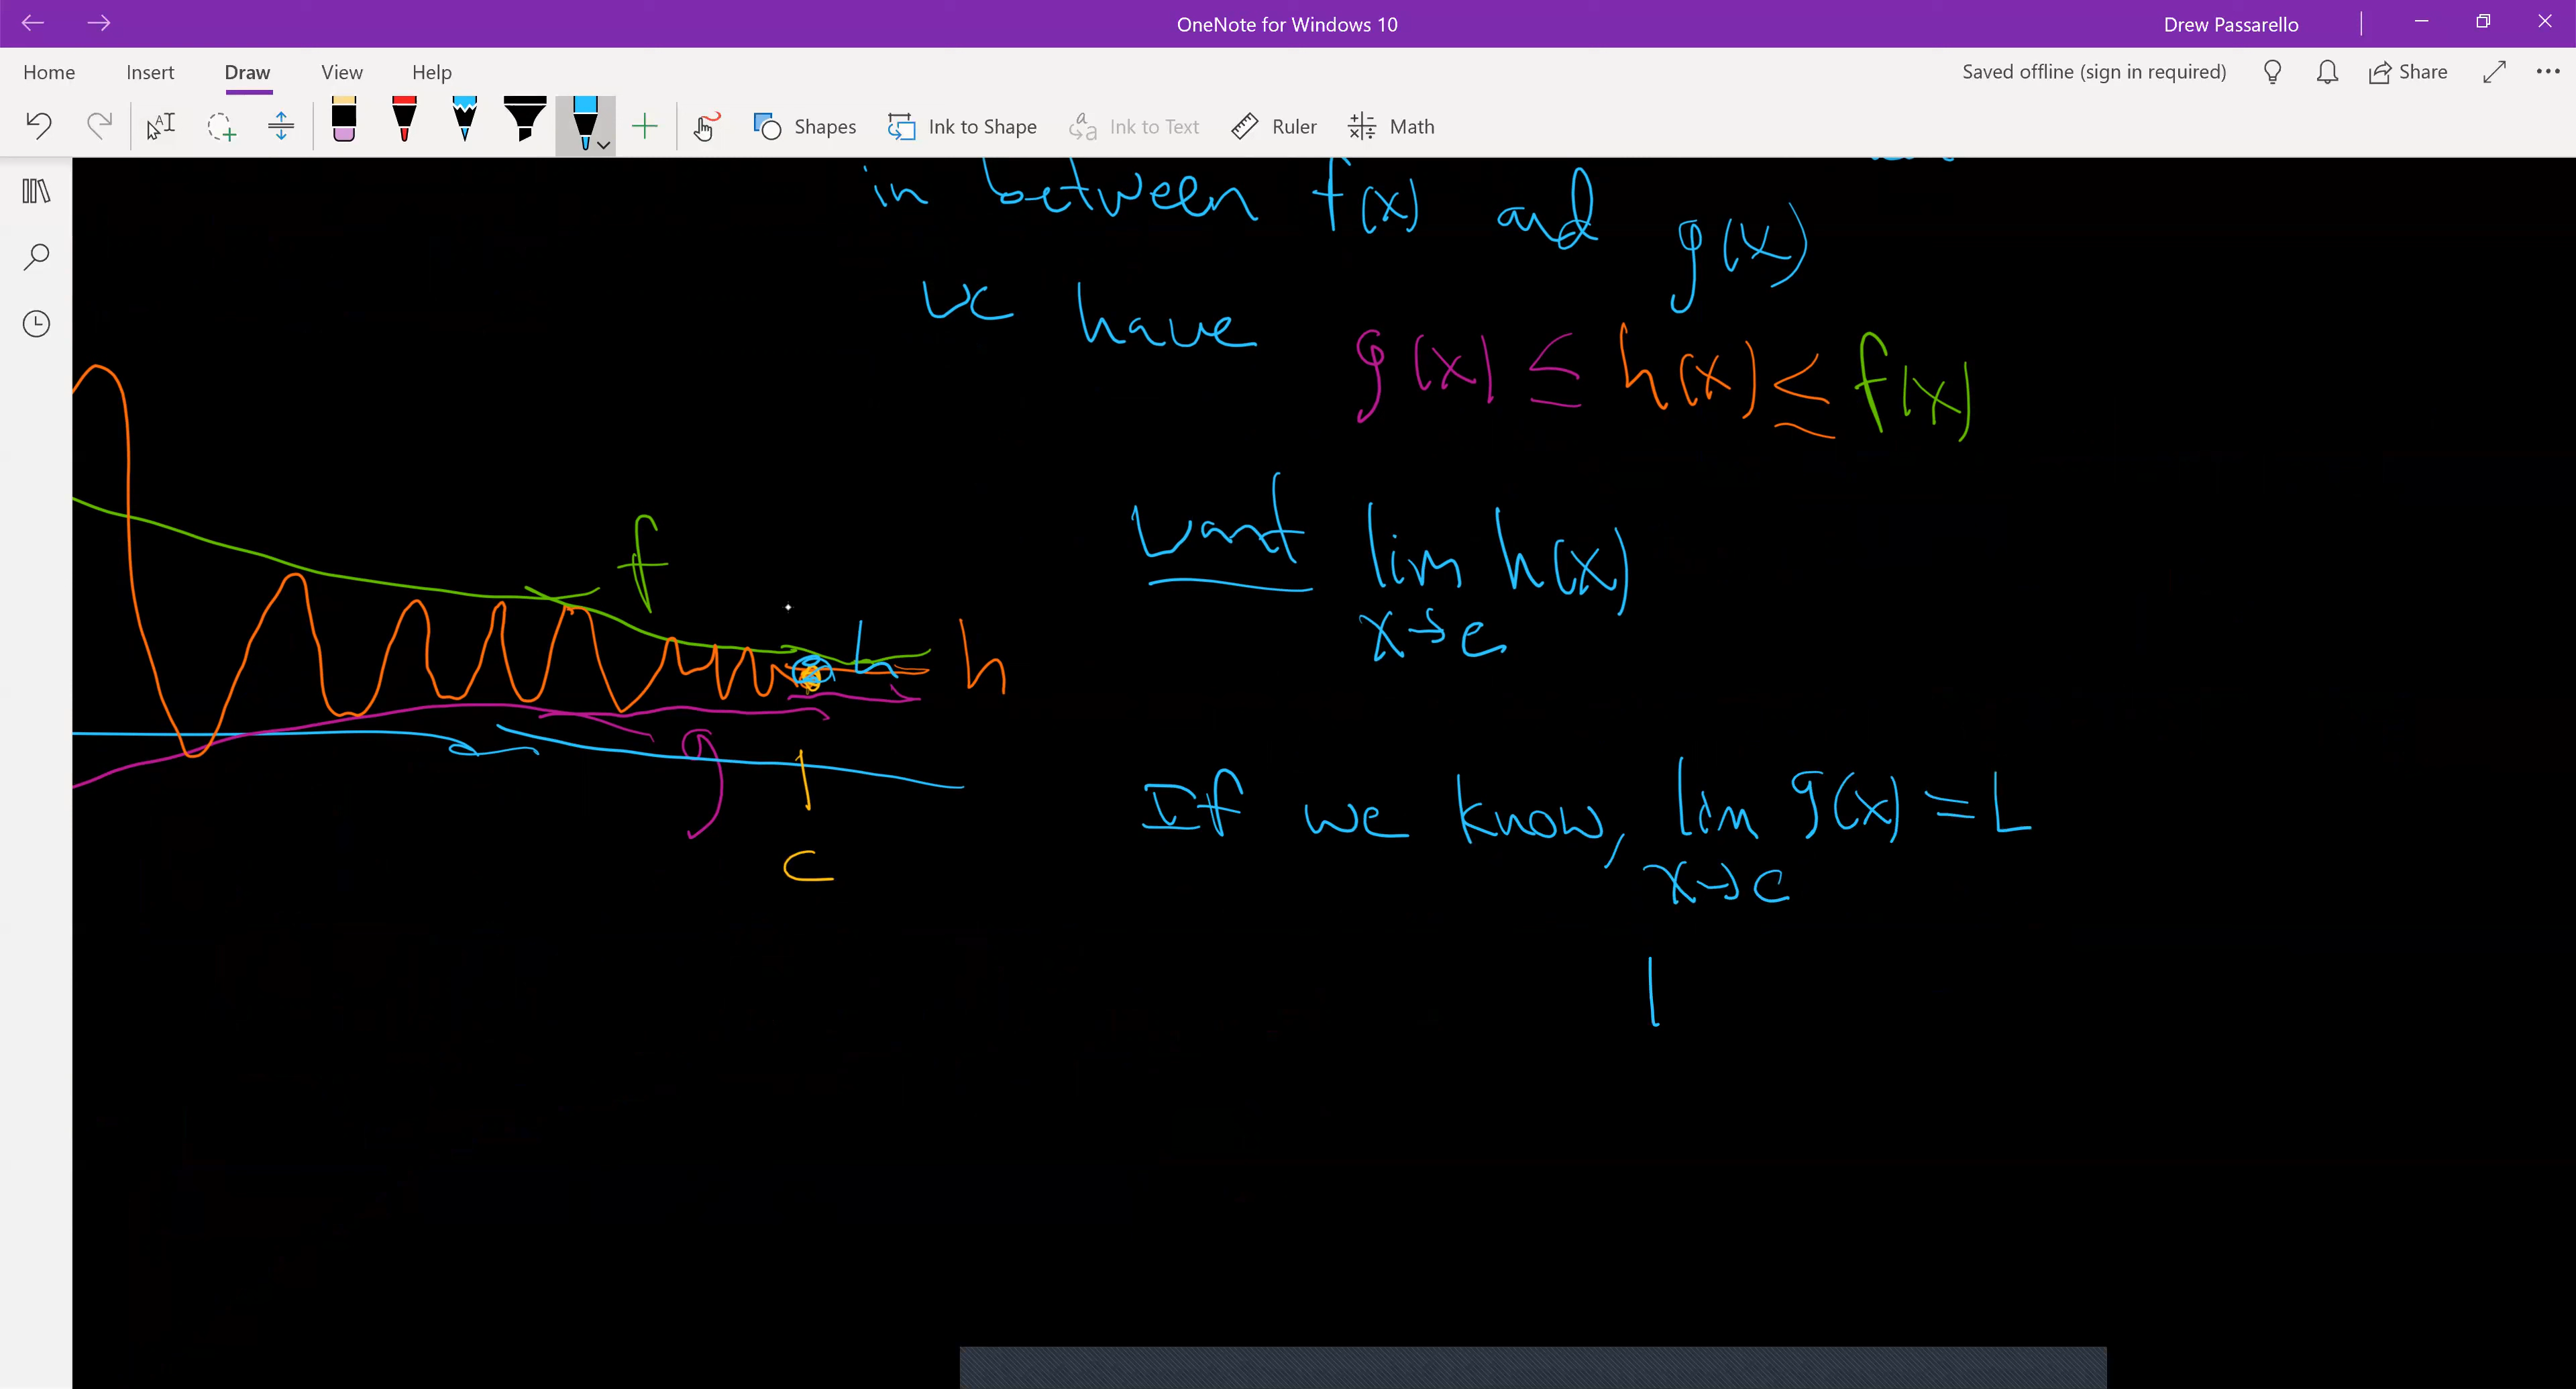 OneNote for Windows 10
Drew Passarello
Home Insert Draw View Help
Saved offline (sign in required) Share
Shapes Ink to Shape Ink to Text Ruler Math
in between f(x) and g(x)
we have g(x) ≤ h(x) ≤ f(x)
f
want lim h(x)
x→c
L
h
g
c
If we know, lim g(x) = L
x→c
l